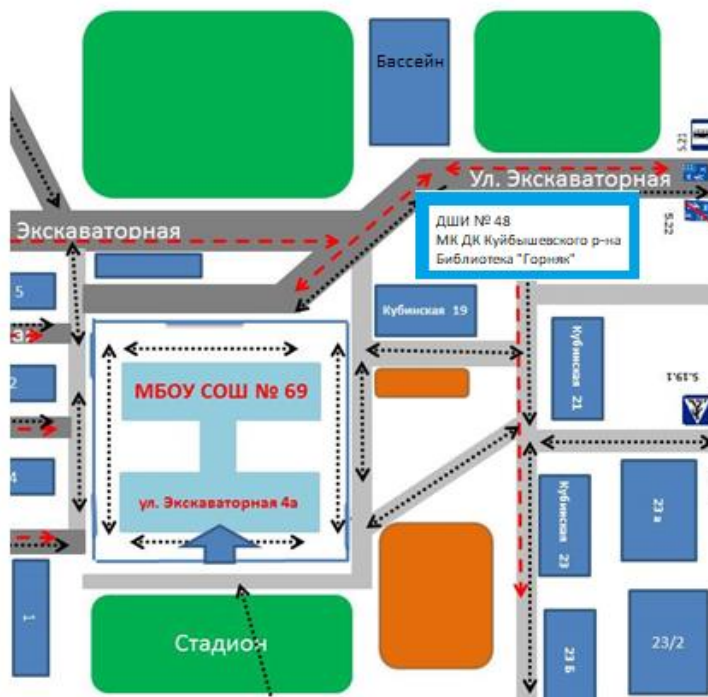 Бассейн
5.21
Ул. Экскаваторная
Экскаваторная
5.22
ДШИ № 48
МК ДК Куйбышевского р-на
Библиотека "Горняк"
5
Кубинская 19
Кубинская 21
2
МБОУ СОШ № 69
5.19.1
4
ул. Экскаваторная 4а
Кубинская 23
23 а
1
Стадион
23 Б
23/2